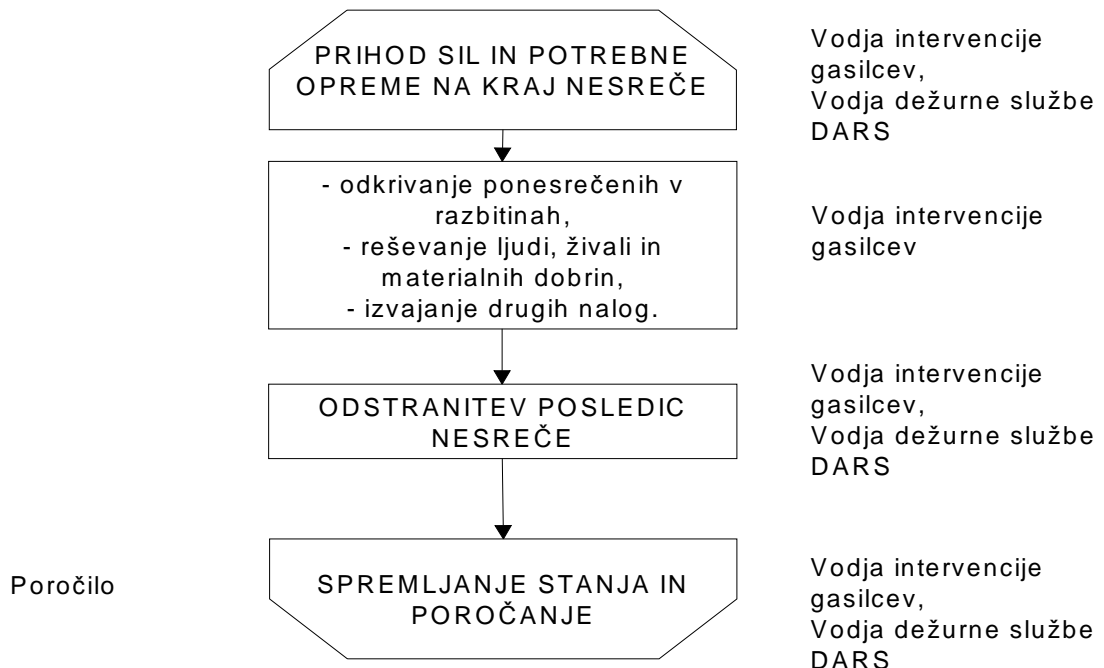 PRIHOD SIL IN POTREBNE
OPREME NA KRAJ NESREČE
Vodja intervencije
gasilcev,
Vodja dežurne službe
DARS
- odkrivanje ponesrečenih v
razbitinah,
- reševanje ljudi, živali in
materialnih dobrin,
- izvajanje drugih nalog.
Vodja intervencije
gasilcev
ODSTRANITEV POSLEDIC
NESREČE
Vodja intervencije
gasilcev,
Vodja dežurne službe
DARS
Poročilo
SPREMLJANJE STANJA IN
POROČANJE
Vodja intervencije
gasilcev,
Vodja dežurne službe
DARS